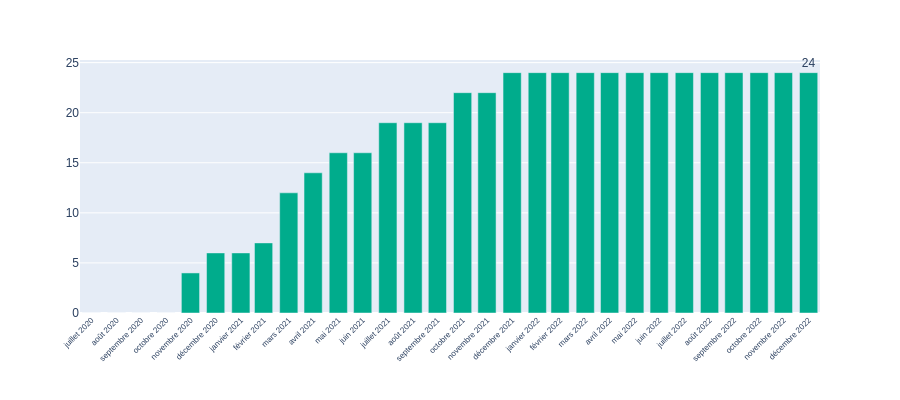 24
25
20
15
10
5
0
juillet 2020
août 2020
septembre 2020
octobre 2020
novembre 2020
décembre 2020
janvier 2021
février 2021
mars 2021
avril 2021
mai 2021
juin 2021
juillet 2021
août 2021
septembre 2021
octobre 2021
novembre 2021
décembre 2021
janvier 2022
février 2022
mars 2022
avril 2022
mai 2022
juin 2022
juillet 2022
août 2022
septembre 2022
octobre 2022
novembre 2022
décembre 2022